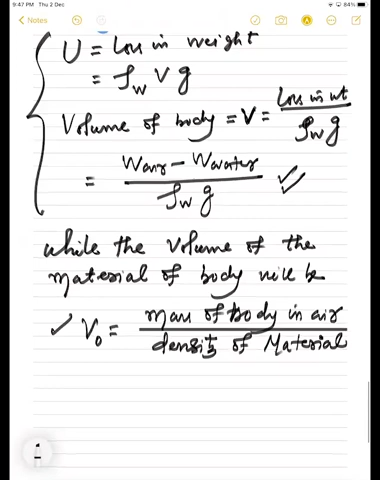 9:47 PM Thu 2 Dec
84%
Notes
U = Loss in weight
= ρw V g
Volume of body = V = Loss in wt / ρw g
= Wair − Wwater / ρw g
while the volume of the
material of body will be
V₀ = mass of body in air / density of Material